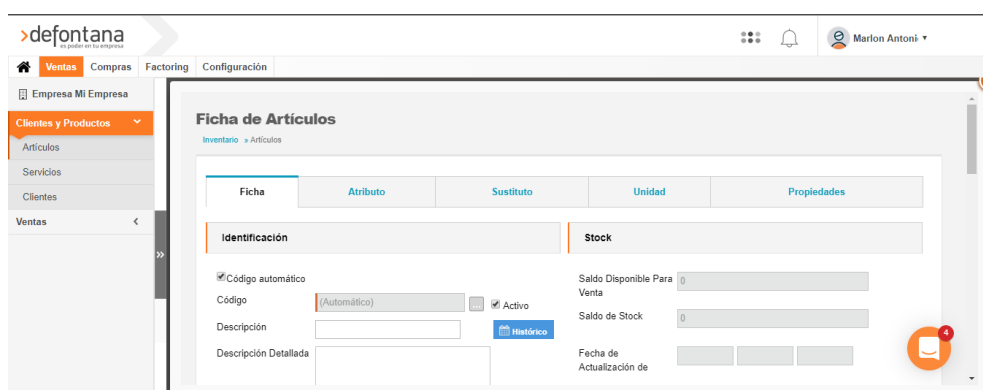 >defontana
es poder en tu empresa
Marlon Antoni
Ventas Compras Factoring Configuración
Empresa Mi Empresa
Clientes y Productos
Artículos
Servicios
Clientes
Ventas
Ficha de Artículos
Inventario » Artículos
Ficha Atributo Sustituto Unidad Propiedades
Identificación
Código automático
Código (Automático) ... Activo
Descripción Histórico
Descripción Detallada
Stock
Saldo Disponible Para 0
Venta
Saldo de Stock 0
Fecha de
Actualización de
4